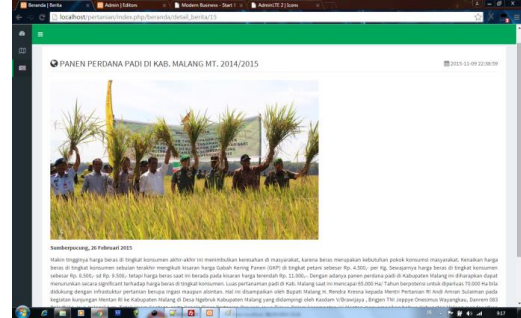 Beranda | Berita
Admin | Editors
Modern Business - Start
AdminLTE 2 | Icons
localhost/pertanian/index.php/beranda/detail_berita/13
PANEN PERDANA PADI DI KAB. MALANG MT. 2014/2015
2015-11-09 22:38:59
Sumberpucung, 26 Februari 2015
Makin tingginya harga beras di tingkat konsumen akhir-akhir ini menimbulkan keresahan di masyarakat, karena beras merupakan kebutuhan pokok konsumsi masyarakat. Kenaikan harga
beras di tingkat konsumen sebulan terakhir mengikuti kisaran harga Gabah Kering Panen (GKP) di tingkat petani sebesar Rp. 4.500,- per Kg. Sewajarnya harga beras di tingkat konsumen
sebesar Rp. 8.500,- sd Rp. 9.500,- tetapi harga beras saat ini berada pada kisaran harga terendah Rp. 11.000,-. Dengan adanya panen perdana padi di Kabupaten Malang ini diharapkan dapat
menurunkan secara significant terhadap harga beras di tingkat konsumen. Luas pertanaman padi di Kab. Malang saat ini mencapai 65.000 Ha/ Tahun berpotensi untuk diperluas 70.000 Ha bila
didukung dengan infrastruktur pertanian berupa irigasi maupun alsintan. Hal ini disampaikan oleh Bupati Malang H. Rendra Kresna kepada Mentri Pertanian RI Andi Amran Sulaiman pada
kegiatan kunjungan Mentan RI ke Kabupaten Malang di Desa Ngebruk Kabupaten Malang yang didampingi oleh Kasdam V/Brawijaya , Brigjen TNI Joppye Onesimus Wayangkau, Danrem 083
9:17